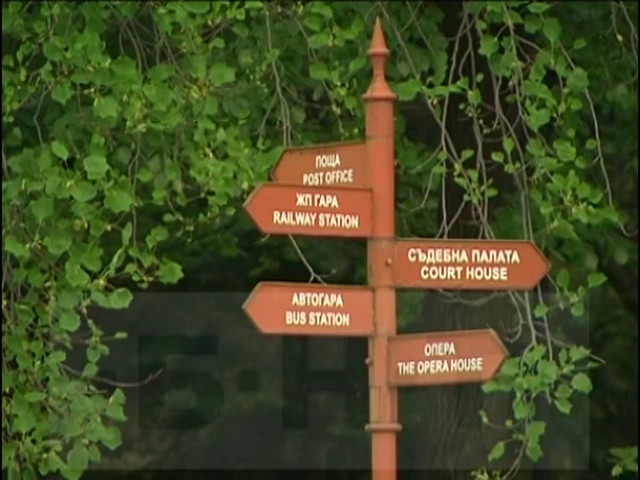 ПОЩА
POST OFFICE
ЖП ГАРА
RAILWAY STATION
СЪДЕБНА ПАЛАТА
COURT HOUSE
АВТОГАРА
BUS STATION
ОПЕРА
THE OPERA HOUSE